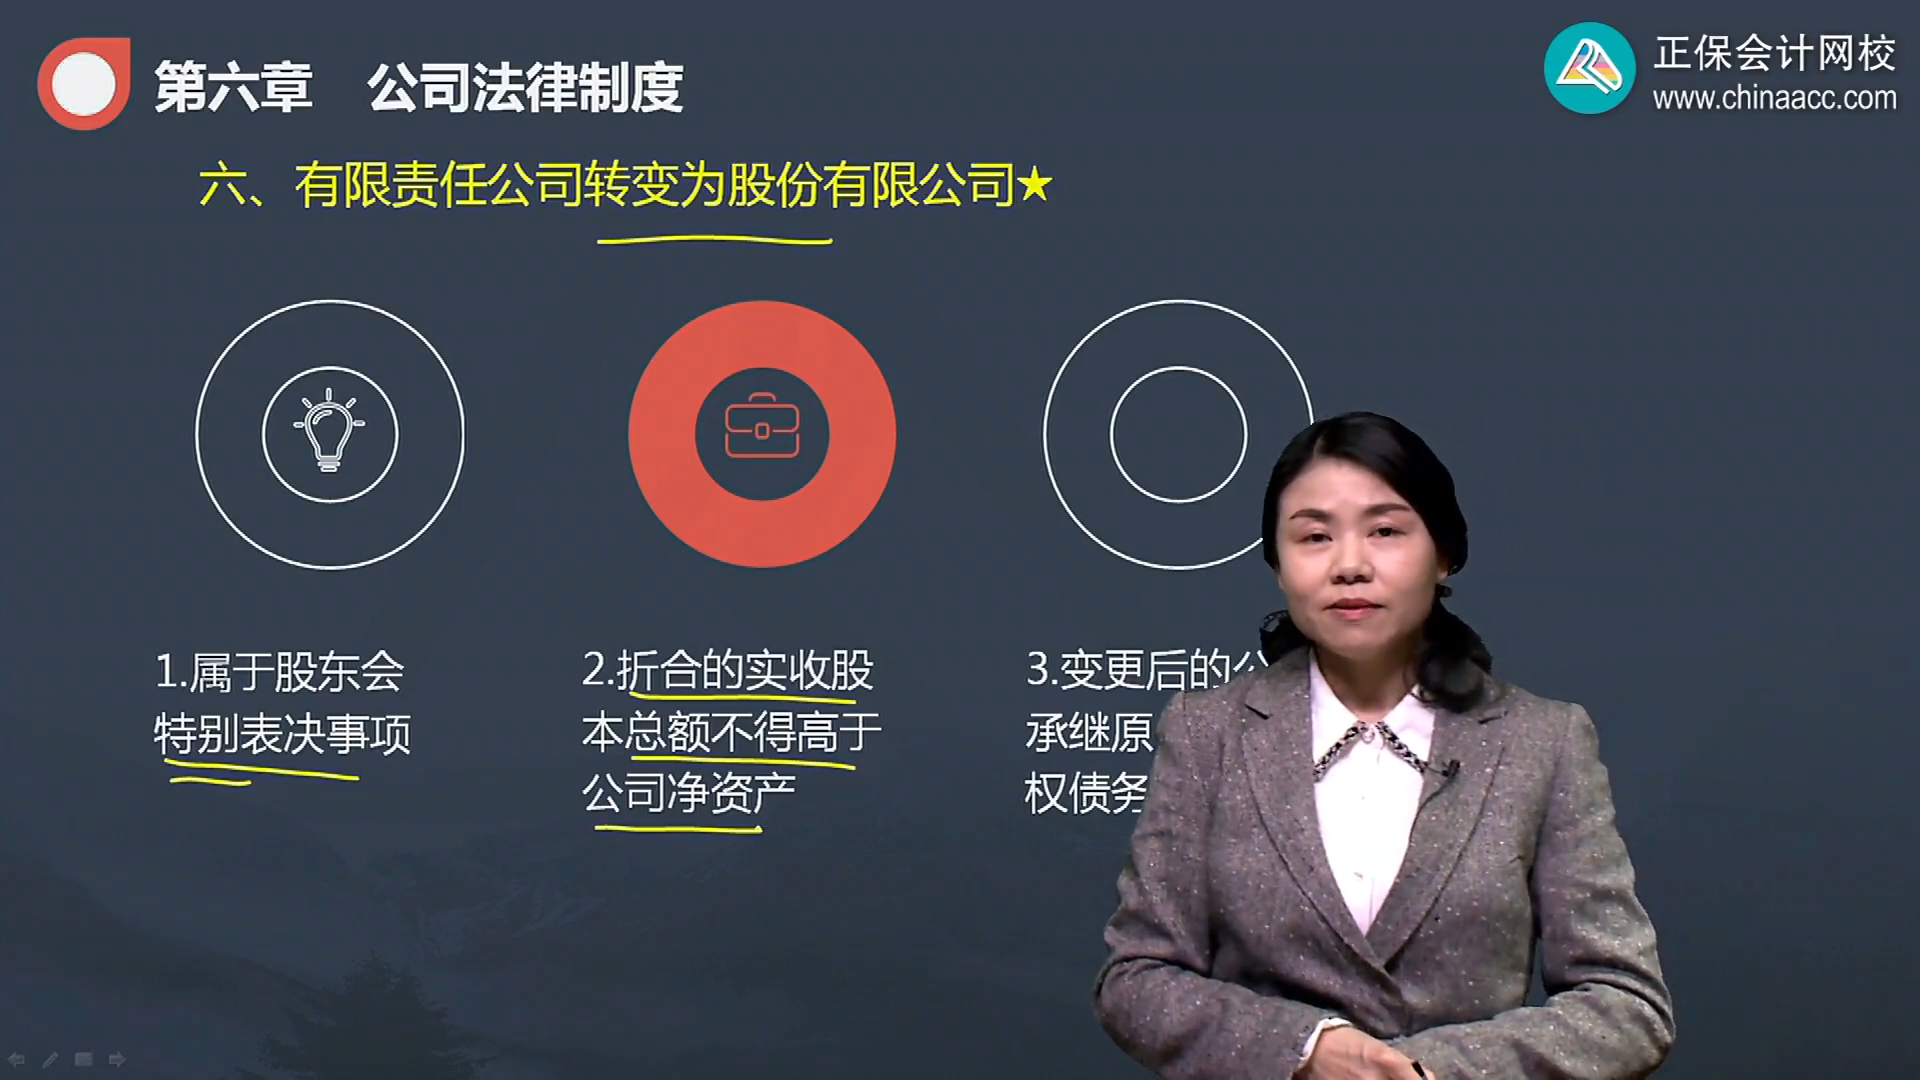 第六章 公司法律制度
正保会计网校
www.chinaacc.com
六、有限责任公司转变为股份有限公司★
1.属于股东会
特别表决事项
2.折合的实收股
本总额不得高于
公司净资产
3.变更后的公
承继原
权债务